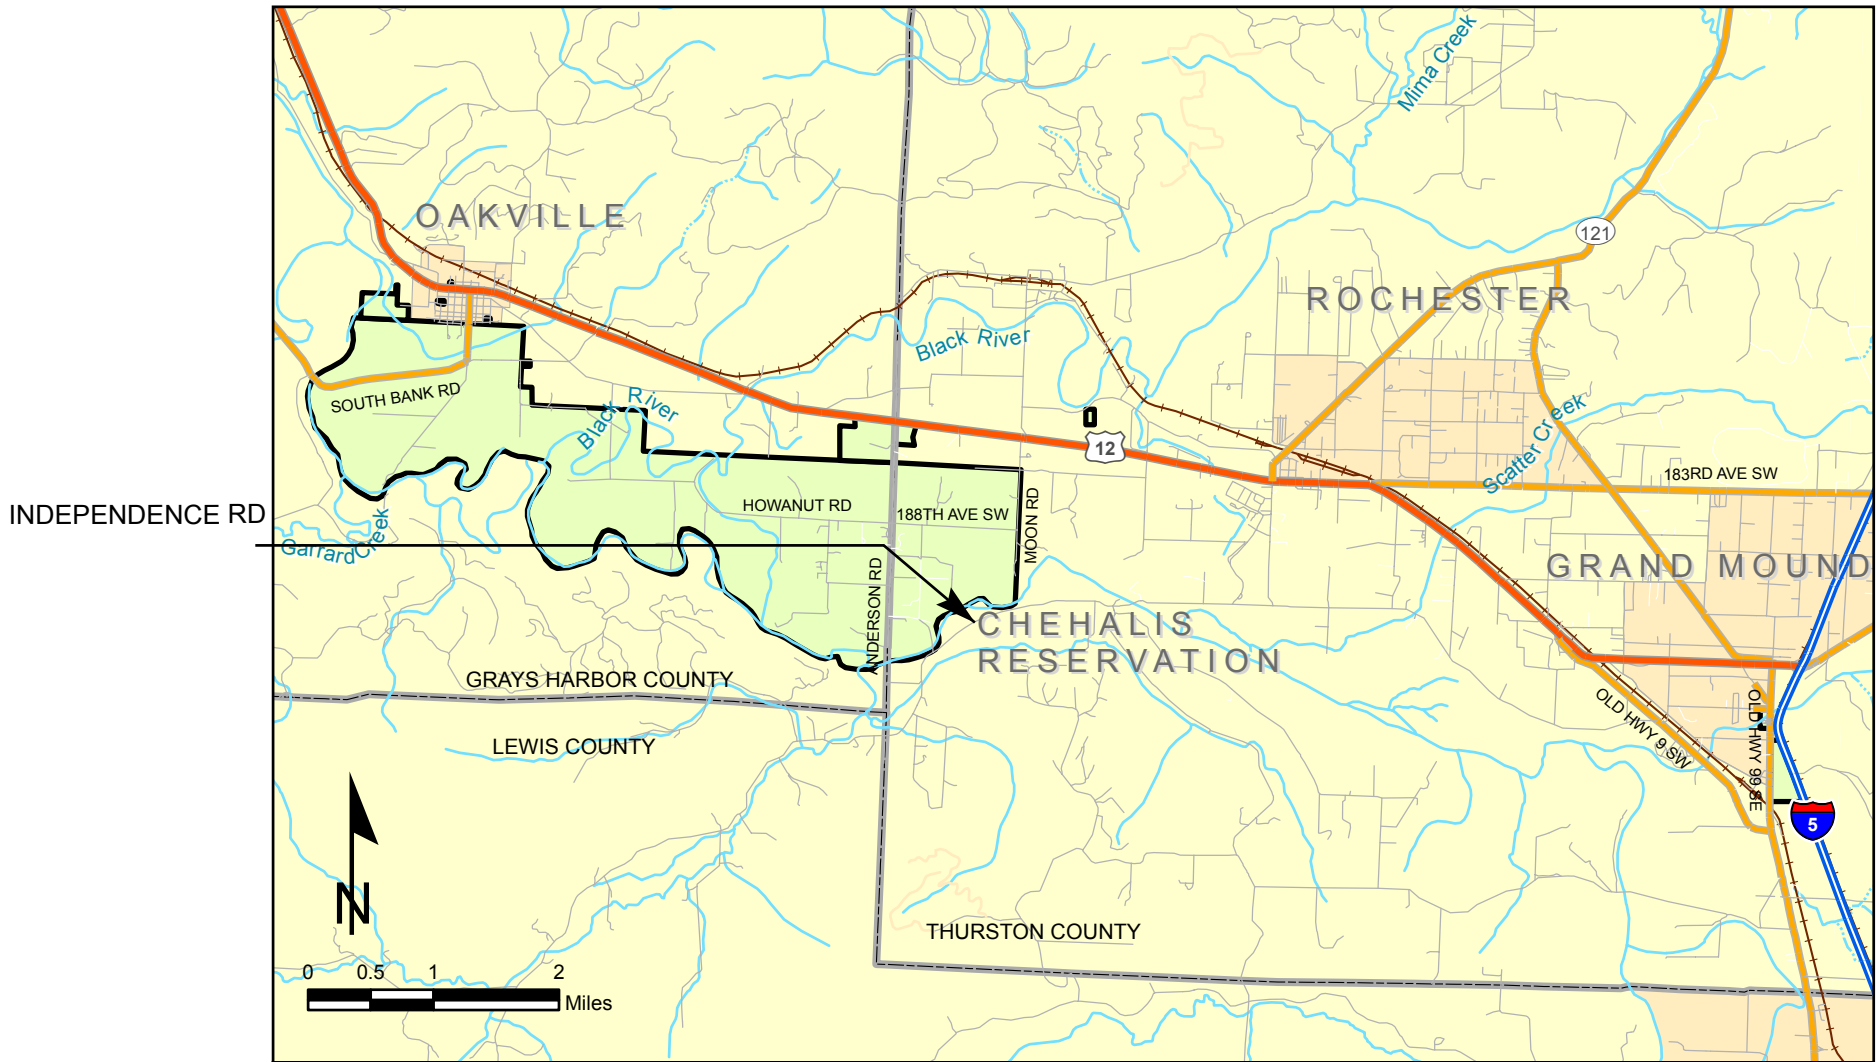 Mima Creek
OAKVILLE
121
ROCHESTER
Black River
SOUTH BANK RD
Black River
12
Scatter Creek
183RD AVE SW
HOWANUT RD
188TH AVE SW
MOON RD
INDEPENDENCE RD
Garrard Creek
GRAND MOUND
ANDERSON RD
CHEHALIS
RESERVATION
GRAYS HARBOR COUNTY
OLD HWY 9 SW
OLD HWY 99 SE
LEWIS COUNTY
5
N
THURSTON COUNTY
0 0.5 1 2
Miles